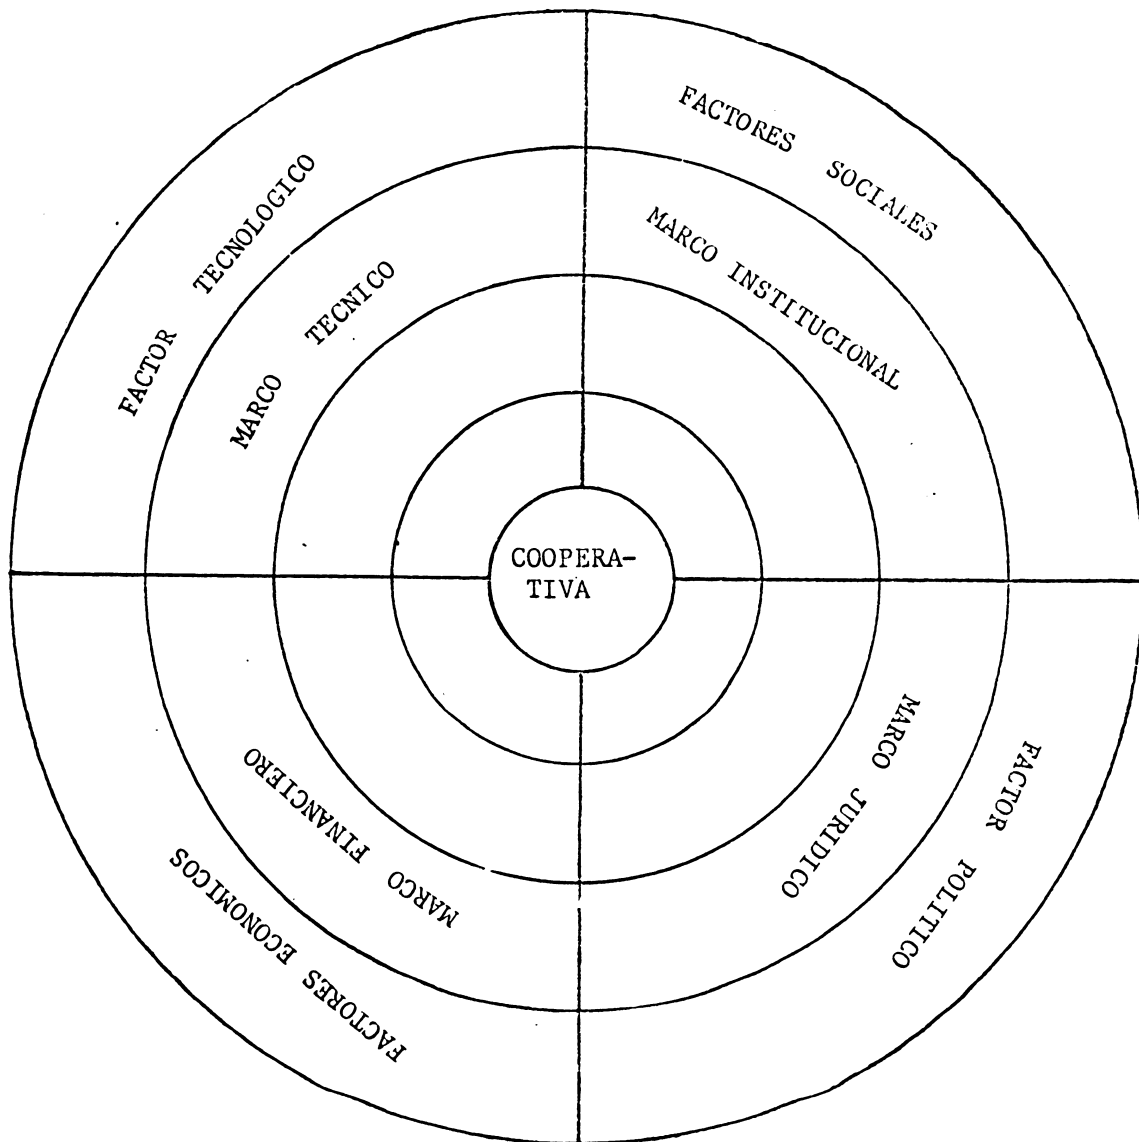 FACTORES SOCIALES
MARCO INSTITUCIONAL
FACTOR TECNOLOGICO
MARCO TECNICO
COOPERA-
TIVA
MARCO JURIDICO
FACTOR POLITICO
MARCO FINANCIERO
FACTORES ECONOMICOS